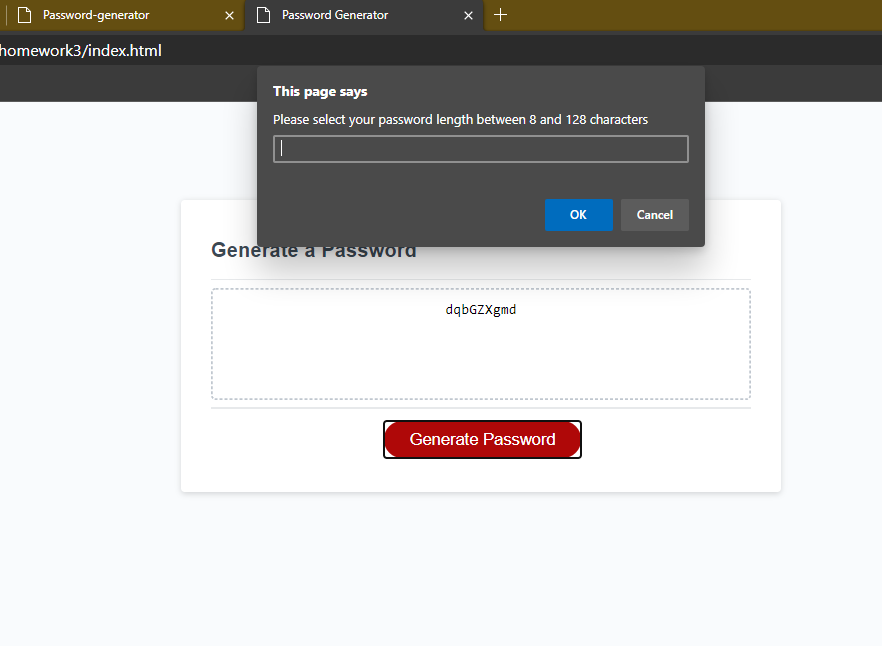 Password-generator
Password Generator
homework3/index.html
This page says
Please select your password length between 8 and 128 characters
OK
Cancel
Generate a Password
dqbGZXgmd
Generate Password